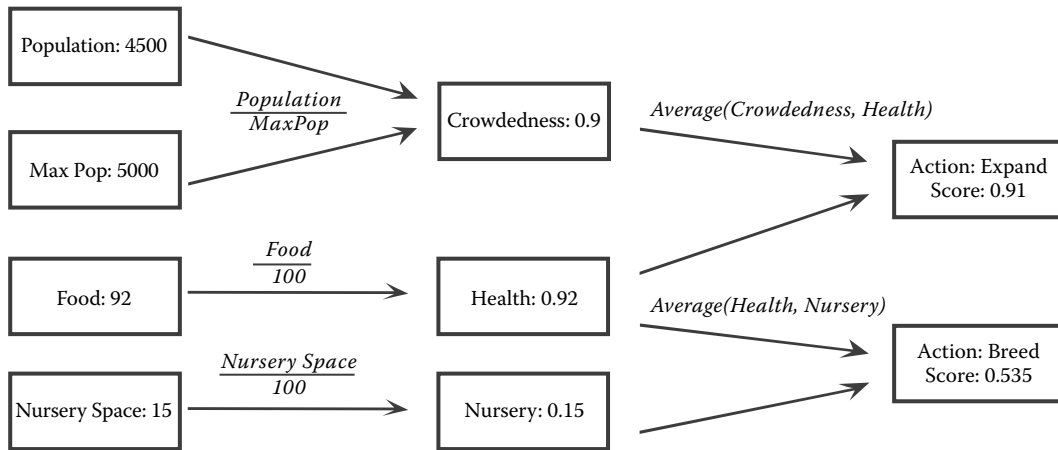 Population: 4500
Population
MaxPop
Max Pop: 5000
Crowdedness: 0.9
Average(Crowdedness, Health)
Action: Expand
Score: 0.91
Food: 92
Food
100
Health: 0.92
Average(Health, Nursery)
Action: Breed
Score: 0.535
Nursery Space: 15
Nursery Space
100
Nursery: 0.15